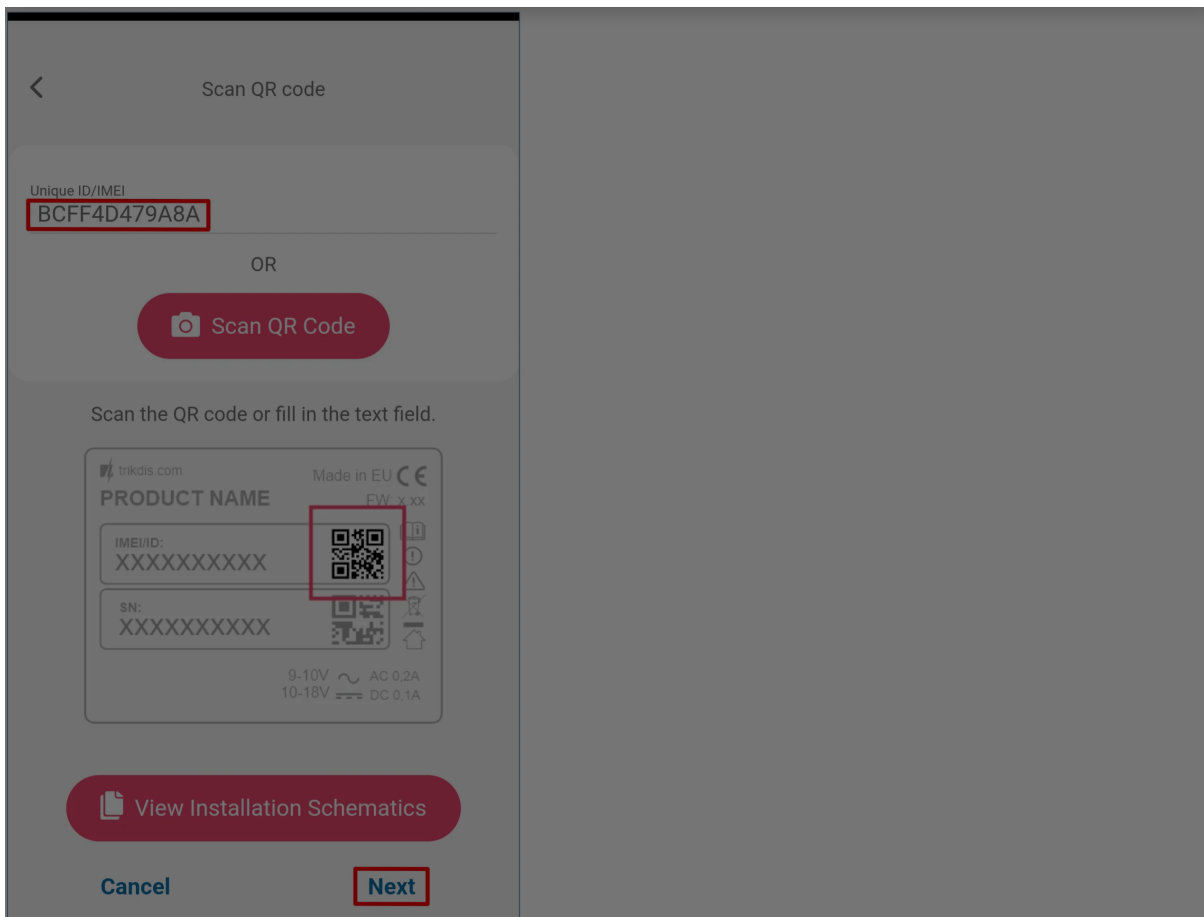 Scan QR code
Unique ID/IMEI
BCFF4D479A8A
OR
Scan QR Code
Scan the QR code or fill in the text field.
trikdis.com
Made in EU CE
PRODUCT NAME
FW: x.xx
IMEI/ID:
XXXXXXXXXX
SN:
XXXXXXXXXX
9-10V AC 0,2A
10-18V DC 0,1A
View Installation Schematics
Cancel
Next